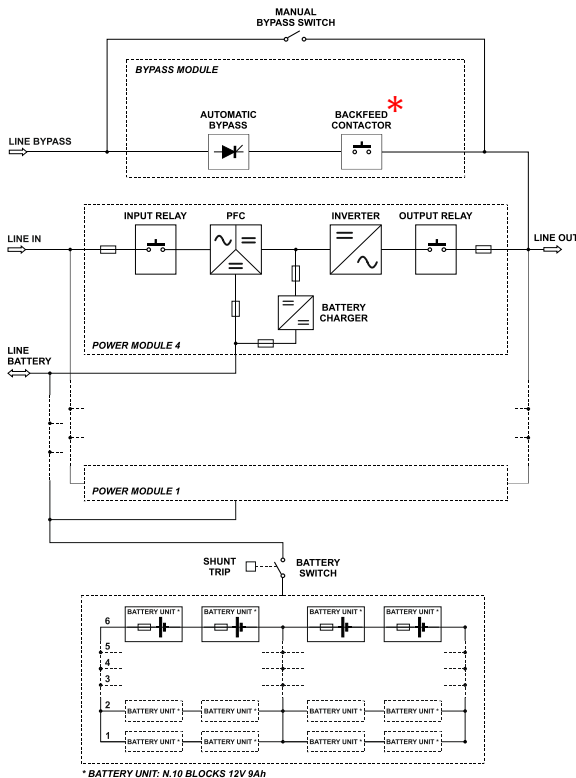 MANUAL
BYPASS SWITCH
BYPASS MODULE
AUTOMATIC
BYPASS
BACKFEED
CONTACTOR *
LINE BYPASS
INPUT RELAY
PFC
INVERTER
OUTPUT RELAY
LINE IN
LINE OUT
BATTERY
CHARGER
POWER MODULE 4
LINE
BATTERY
POWER MODULE 1
SHUNT
TRIP
BATTERY
SWITCH
BATTERY UNIT *
BATTERY UNIT *
BATTERY UNIT *
BATTERY UNIT *
6
5
4
3
2
BATTERY UNIT *
BATTERY UNIT *
BATTERY UNIT *
BATTERY UNIT *
1
BATTERY UNIT *
BATTERY UNIT *
BATTERY UNIT *
BATTERY UNIT *
* BATTERY UNIT: N.10 BLOCKS 12V 9Ah